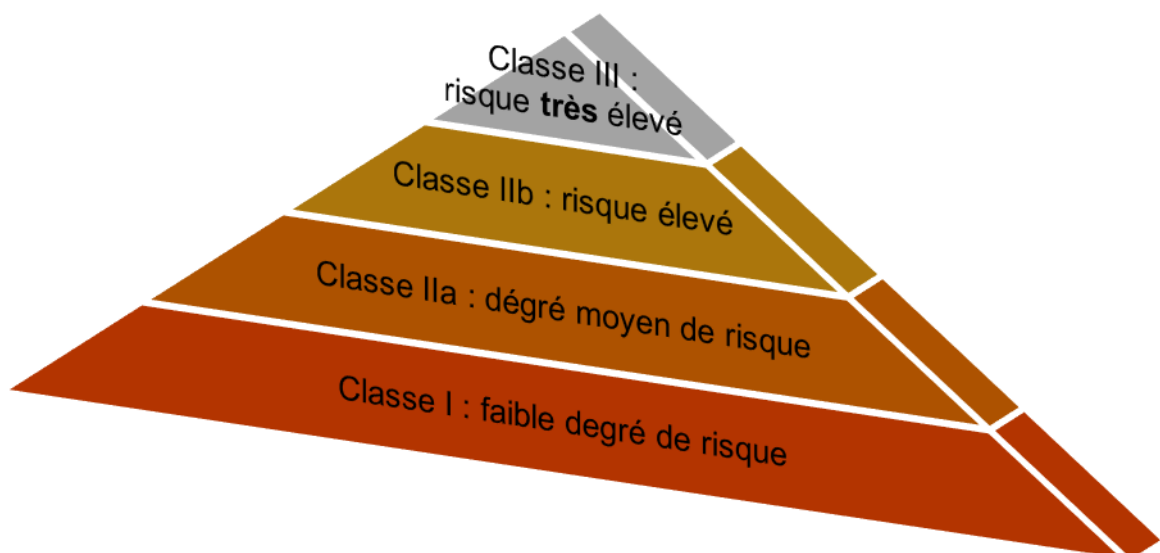 Classe III :
risque très élevé
Classe IIb : risque élevé
Classe IIa : dégré moyen de risque
Classe I : faible degré de risque